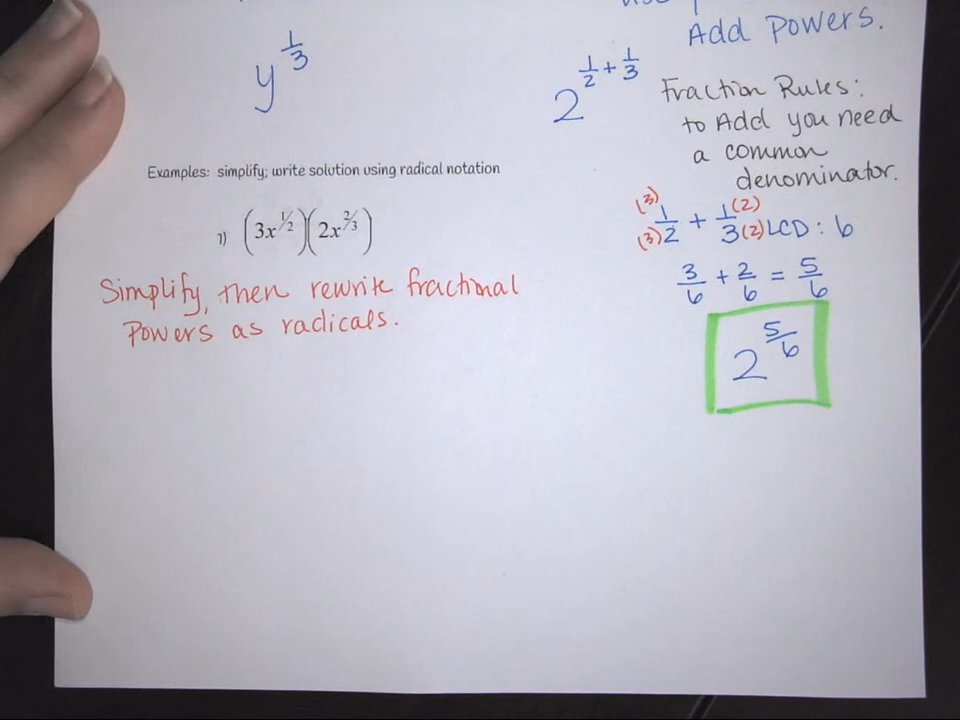 Add Powers.
y^{1/3}
2^{1/2 + 1/3}
Fraction Rules:
to Add you need
a common
denominator.
Examples: simplify; write solution using radical notation
1) (3x^{1/2})(2x^{2/3})
(3)1/(3)2 + 1(2)/3(2) LCD: 6
3/6 + 2/6 = 5/6
2^{5/6}
Simplify, then rewrite fractional
Powers as radicals.